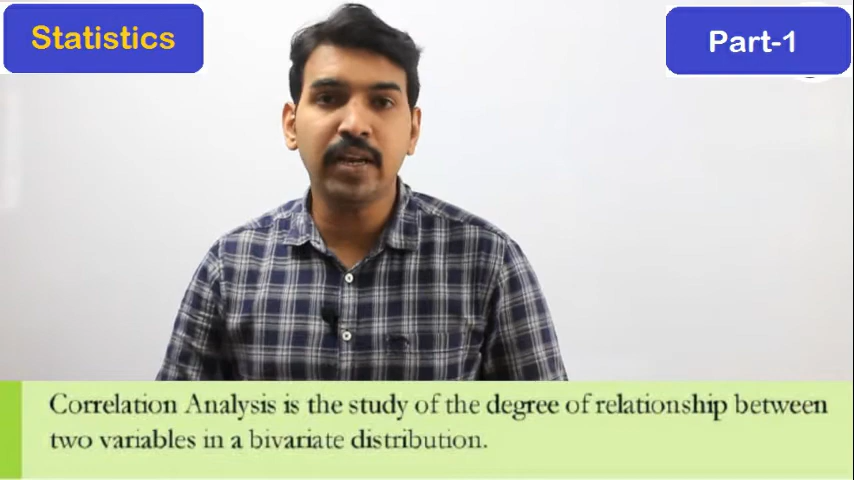 Statistics
Part-1
Correlation Analysis is the study of the degree of relationship between
two variables in a bivariate distribution.